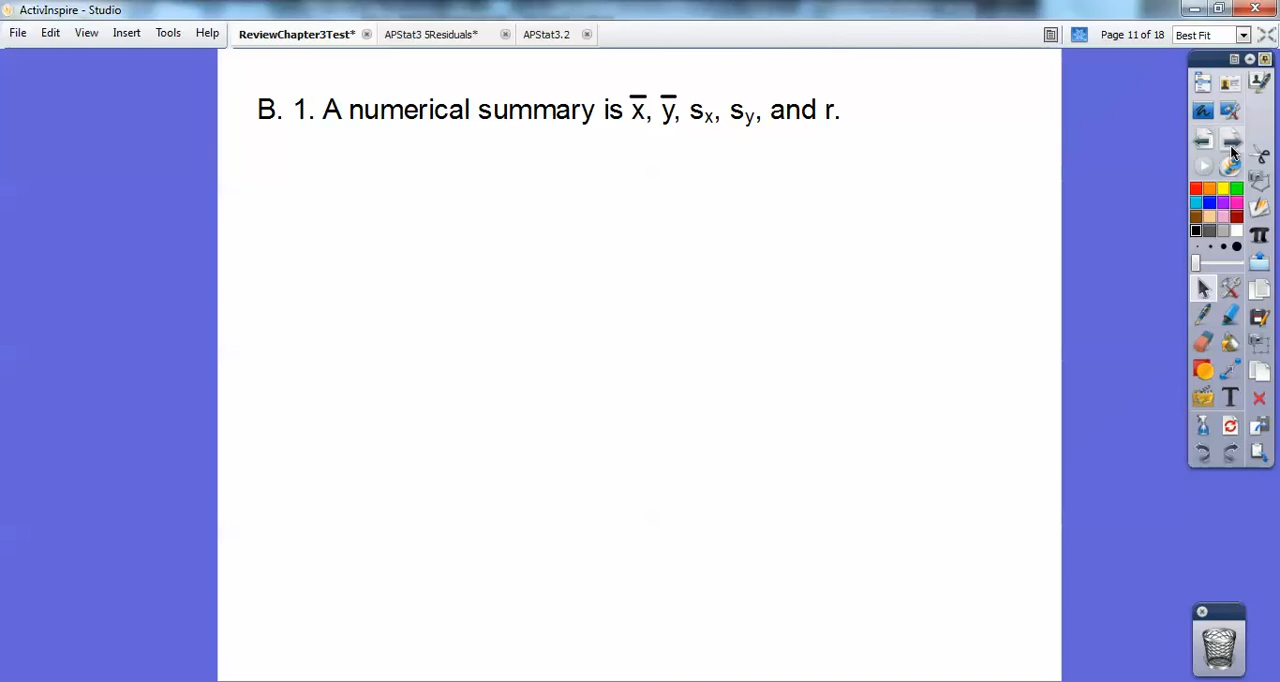 ActivInspire - Studio
File Edit View Insert Tools Help
ReviewChapter3Test* APStat3 5Residuals* APStat3.2 Page 11 of 18 Best Fit
B. 1. A numerical summary is x̅, y̅, sₓ, s_y, and r.